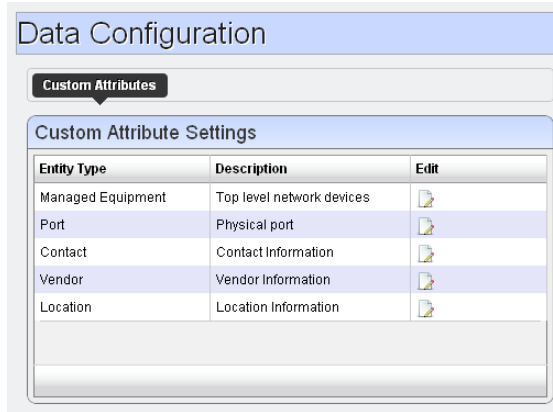 Data Configuration
Custom Attributes
Custom Attribute Settings
Entity Type Description Edit
Managed Equipment Top level network devices
Port Physical port
Contact Contact Information
Vendor Vendor Information
Location Location Information